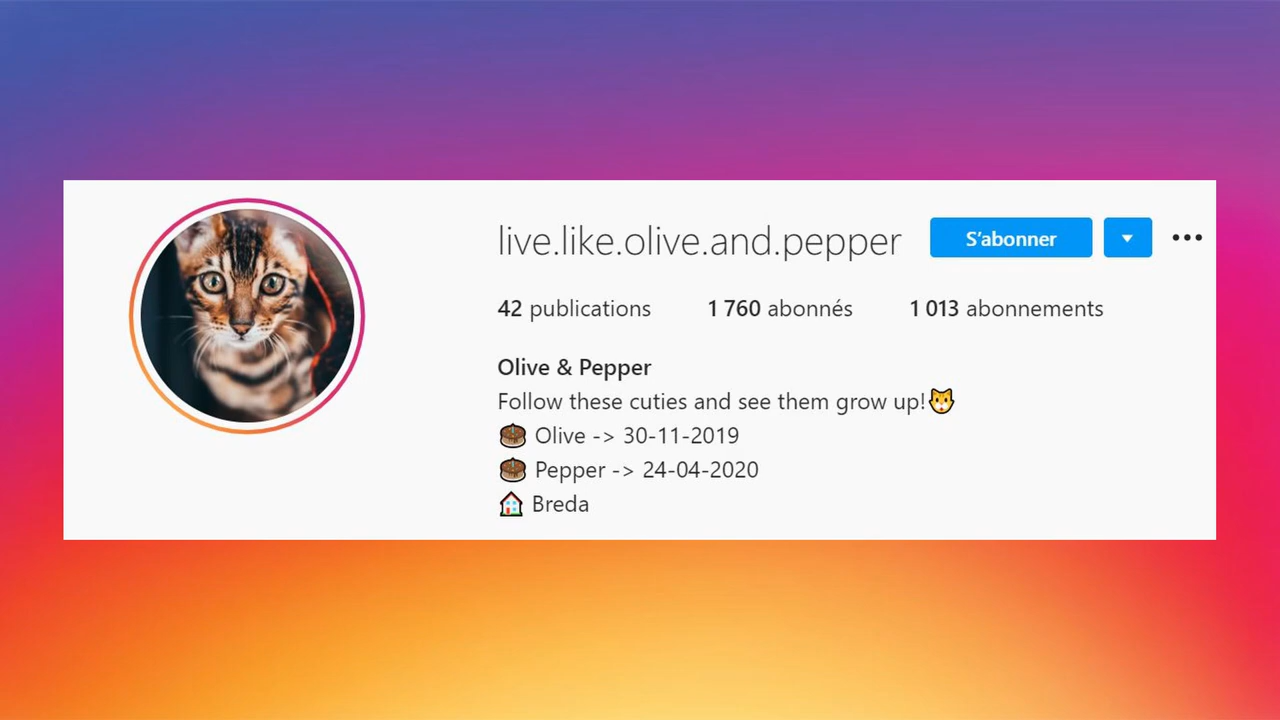 live.like.olive.and.pepper S'abonner
42 publications 1 760 abonnés 1 013 abonnements
Olive & Pepper
Follow these cuties and see them grow up!🐱
🎂 Olive -> 30-11-2019
🎂 Pepper -> 24-04-2020
🏠 Breda